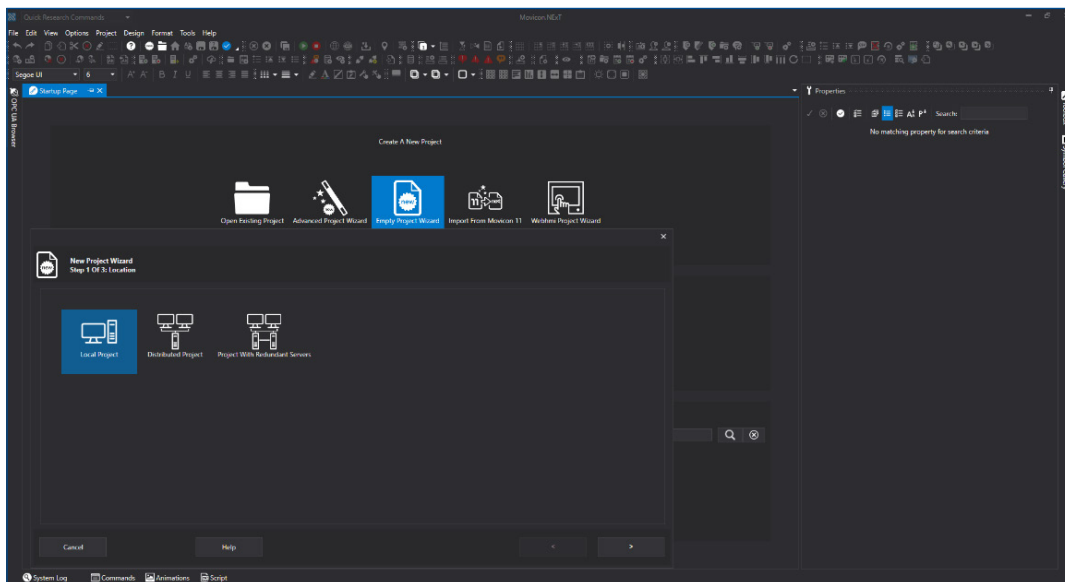 Quick Research Commands
Movicon.NExT
File Edit View Options Project Design Format Tools Help
Segoe UI 6
Startup Page
Properties
OPC UA Browser
Search:
No matching property for search criteria
Create A New Project
new
Open Existing Project Advanced Project Wizard Empty Project Wizard Import From Movicon 11 Webhmi Project Wizard
New Project Wizard
Step 1 Of 3: Location
Local Project Distributed Project Project With Redundant Servers
Cancel Help < >
System Log Commands Animations Script